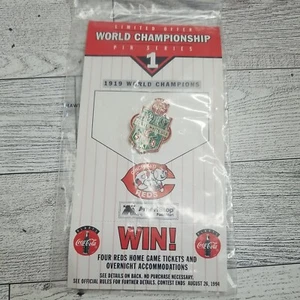 LIMITED OFFER
WORLD CHAMPIONSHIP
PIN SERIES
1
1919 WORLD CHAMPIONS
REDS
WIN!
FOUR REDS HOME GAME TICKETS AND
OVERNIGHT ACCOMMODATIONS
SEE DETAILS ON BACK. NO PURCHASE NECESSARY.
SEE OFFICIAL RULES FOR FURTHER DETAILS. CONTEST ENDS AUGUST 26, 1994
Coca-Cola
Coca-Cola